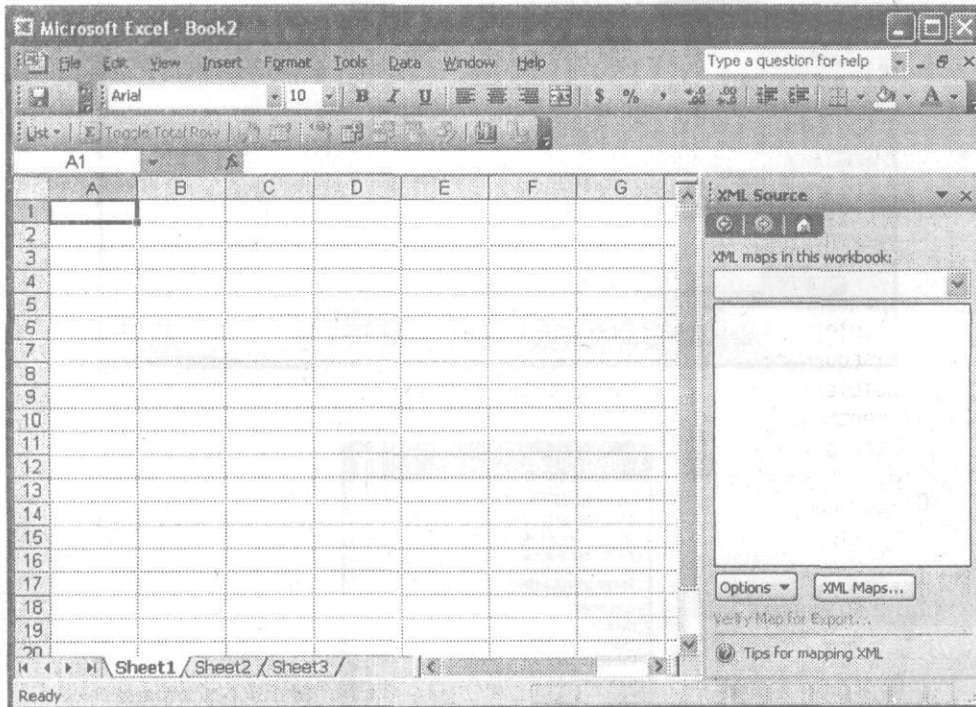 Microsoft Excel - Book2
File Edit View Insert Format Tools Data Window Help Type a question for help
Arial 10 B I U $ % , A
List Σ Toggle Total Row
A1 fx
A B C D E F G
XML Source
XML maps in this workbook:
1
2
3
4
5
6
7
8
9
10
11
12
13
14
15
16
17
18
19
20
Options XML Maps...
Verify Map for Export...
Tips for mapping XML
Sheet1 Sheet2 Sheet3
Ready